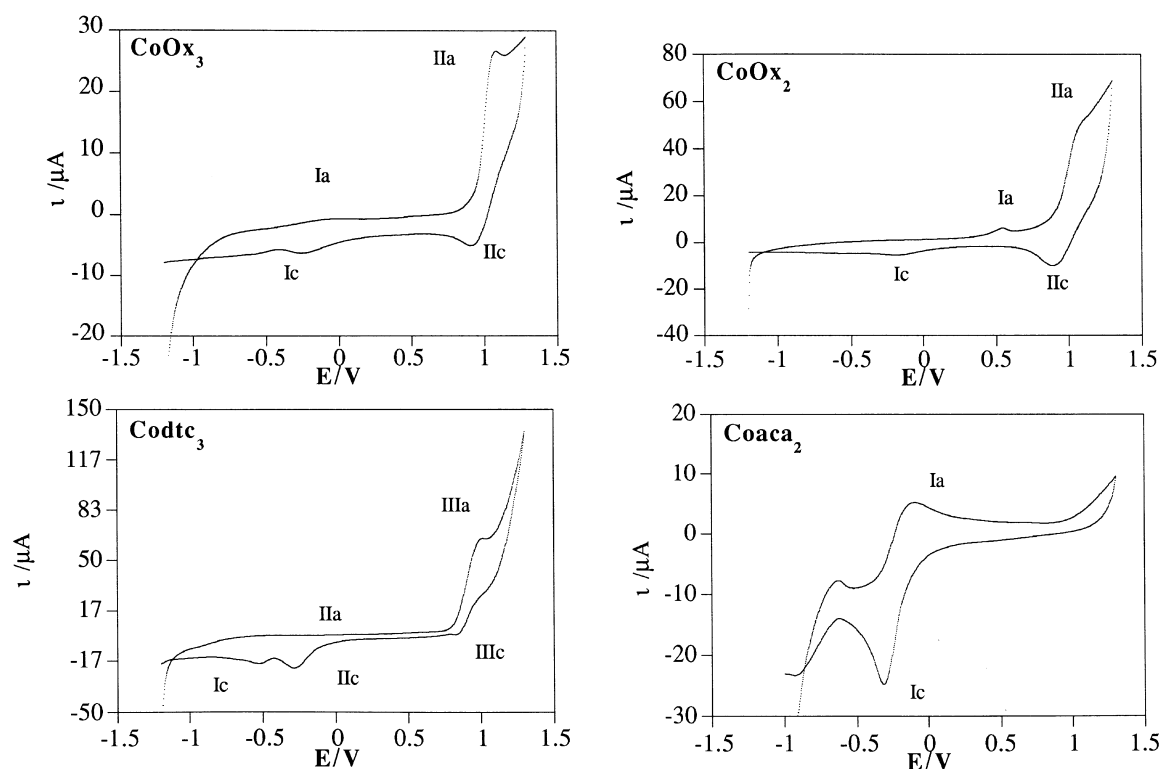 CoOx3
30
20
10
0
-10
-20
ι /μA
IIa
Ia
Ic
IIc
-1.5 -1 -0.5 0 0.5 1 1.5
E/V
CoOx2
80
60
40
20
0
-20
-40
ι /μA
IIa
Ia
Ic
IIc
-1.5 -1 -0.5 0 0.5 1 1.5
E/V
Codtc3
150
117
83
50
17
-17
-50
ι /μA
IIIa
IIa
Ic
IIc
IIIc
-1.5 -1 -0.5 0 0.5 1 1.5
E/V
Coaca2
20
10
0
-10
-20
-30
ι /μA
Ia
Ic
-1.5 -1 -0.5 0 0.5 1 1.5
E/V